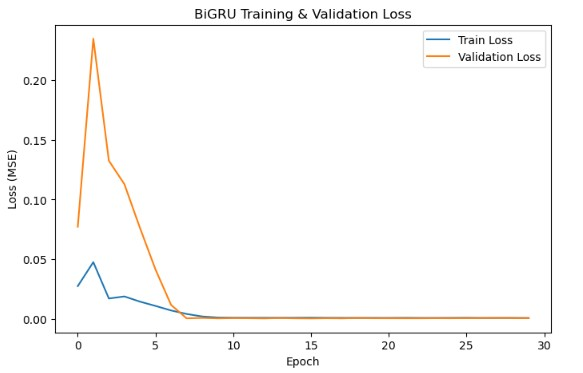 BiGRU Training & Validation Loss
Train Loss
Validation Loss
Loss (MSE)
0.20
0.15
0.10
0.05
0.00
0 5 10 15 20 25 30
Epoch